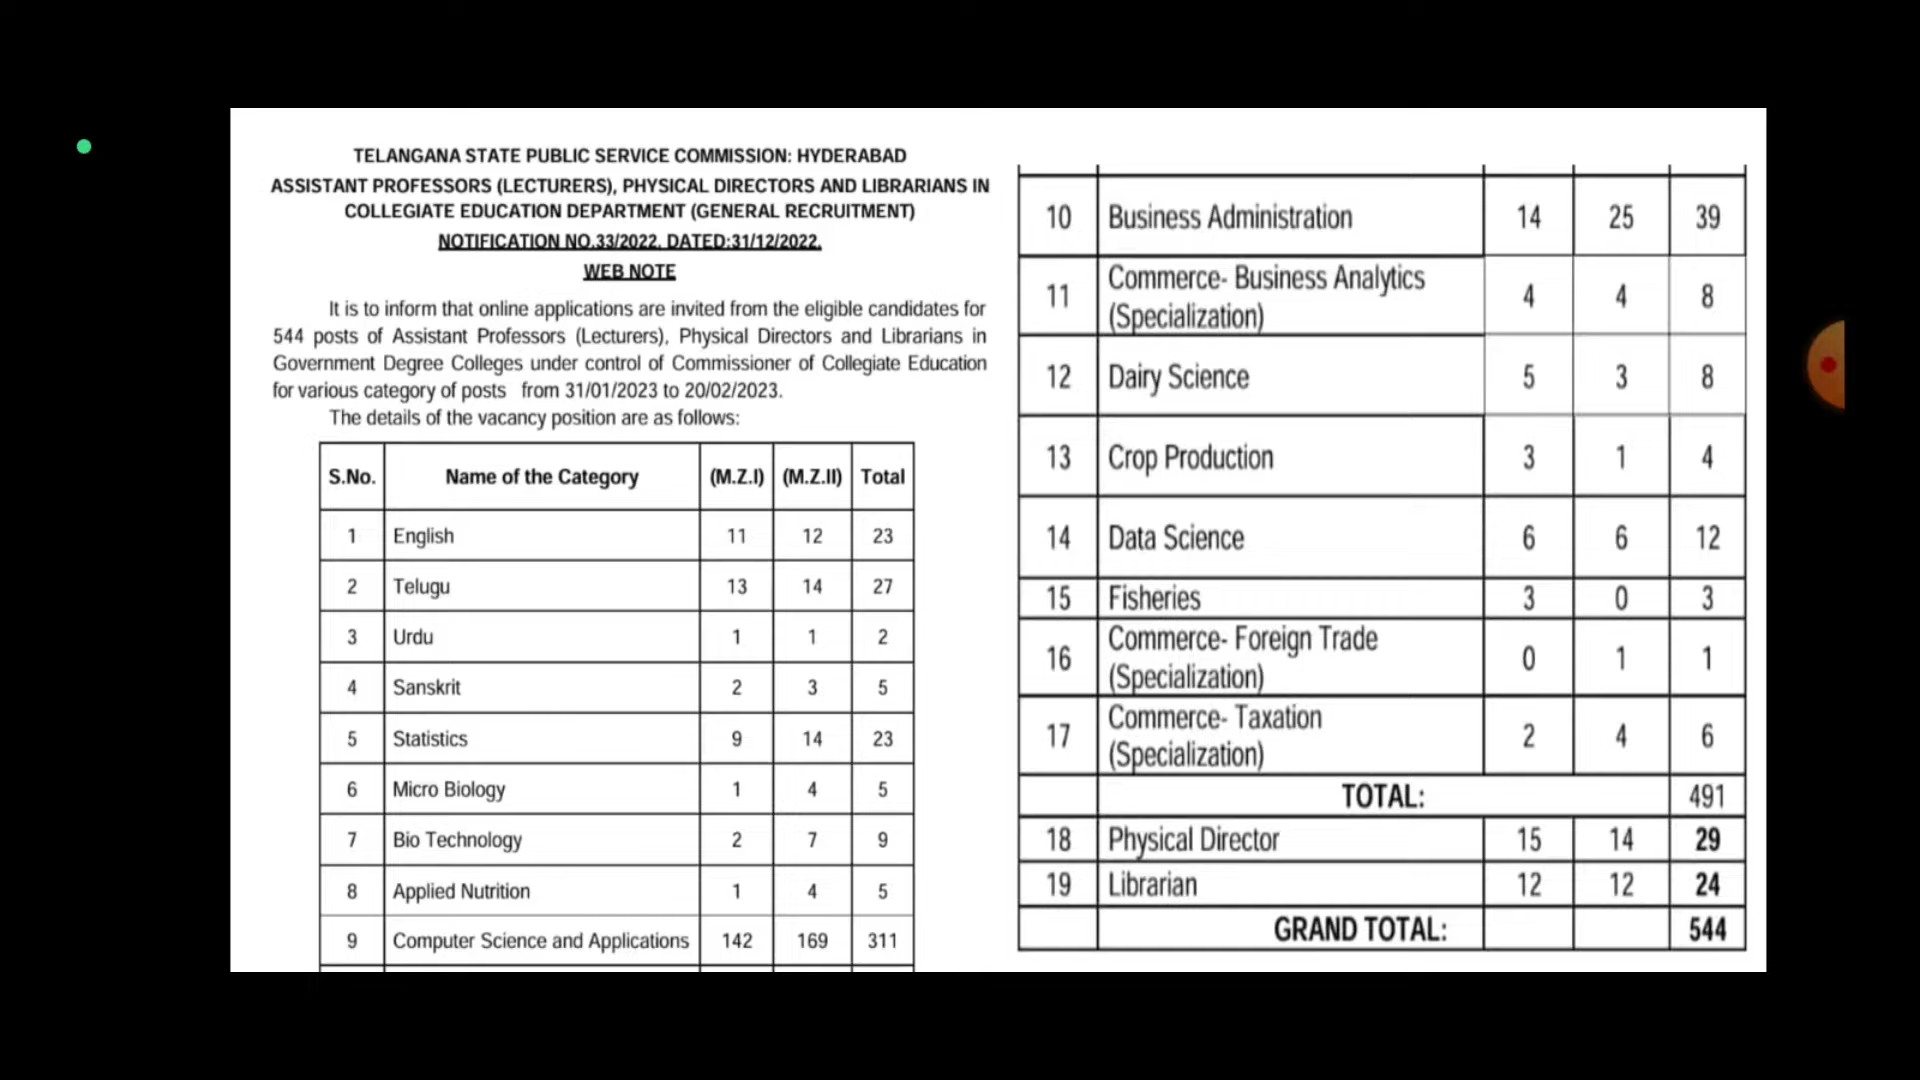 TELANGANA STATE PUBLIC SERVICE COMMISSION: HYDERABAD
ASSISTANT PROFESSORS (LECTURERS), PHYSICAL DIRECTORS AND LIBRARIANS IN
COLLEGIATE EDUCATION DEPARTMENT (GENERAL RECRUITMENT)
NOTIFICATION NO.33/2022, DATED:31/12/2022.
WEB NOTE
It is to inform that online applications are invited from the eligible candidates for
544 posts of Assistant Professors (Lecturers), Physical Directors and Librarians in
Government Degree Colleges under control of Commissioner of Collegiate Education
for various category of posts from 31/01/2023 to 20/02/2023.
The details of the vacancy position are as follows:
S.No. Name of the Category (M.Z.I) (M.Z.II) Total
1 English 11 12 23
2 Telugu 13 14 27
3 Urdu 1 1 2
4 Sanskrit 2 3 5
5 Statistics 9 14 23
6 Micro Biology 1 4 5
7 Bio Technology 2 7 9
8 Applied Nutrition 1 4 5
9 Computer Science and Applications 142 169 311
10 Business Administration 14 25 39
11 Commerce- Business Analytics 4 4 8
(Specialization)
12 Dairy Science 5 3 8
13 Crop Production 3 1 4
14 Data Science 6 6 12
15 Fisheries 3 0 3
16 Commerce- Foreign Trade 0 1 1
(Specialization)
17 Commerce- Taxation 2 4 6
(Specialization)
TOTAL: 491
18 Physical Director 15 14 29
19 Librarian 12 12 24
GRAND TOTAL: 544